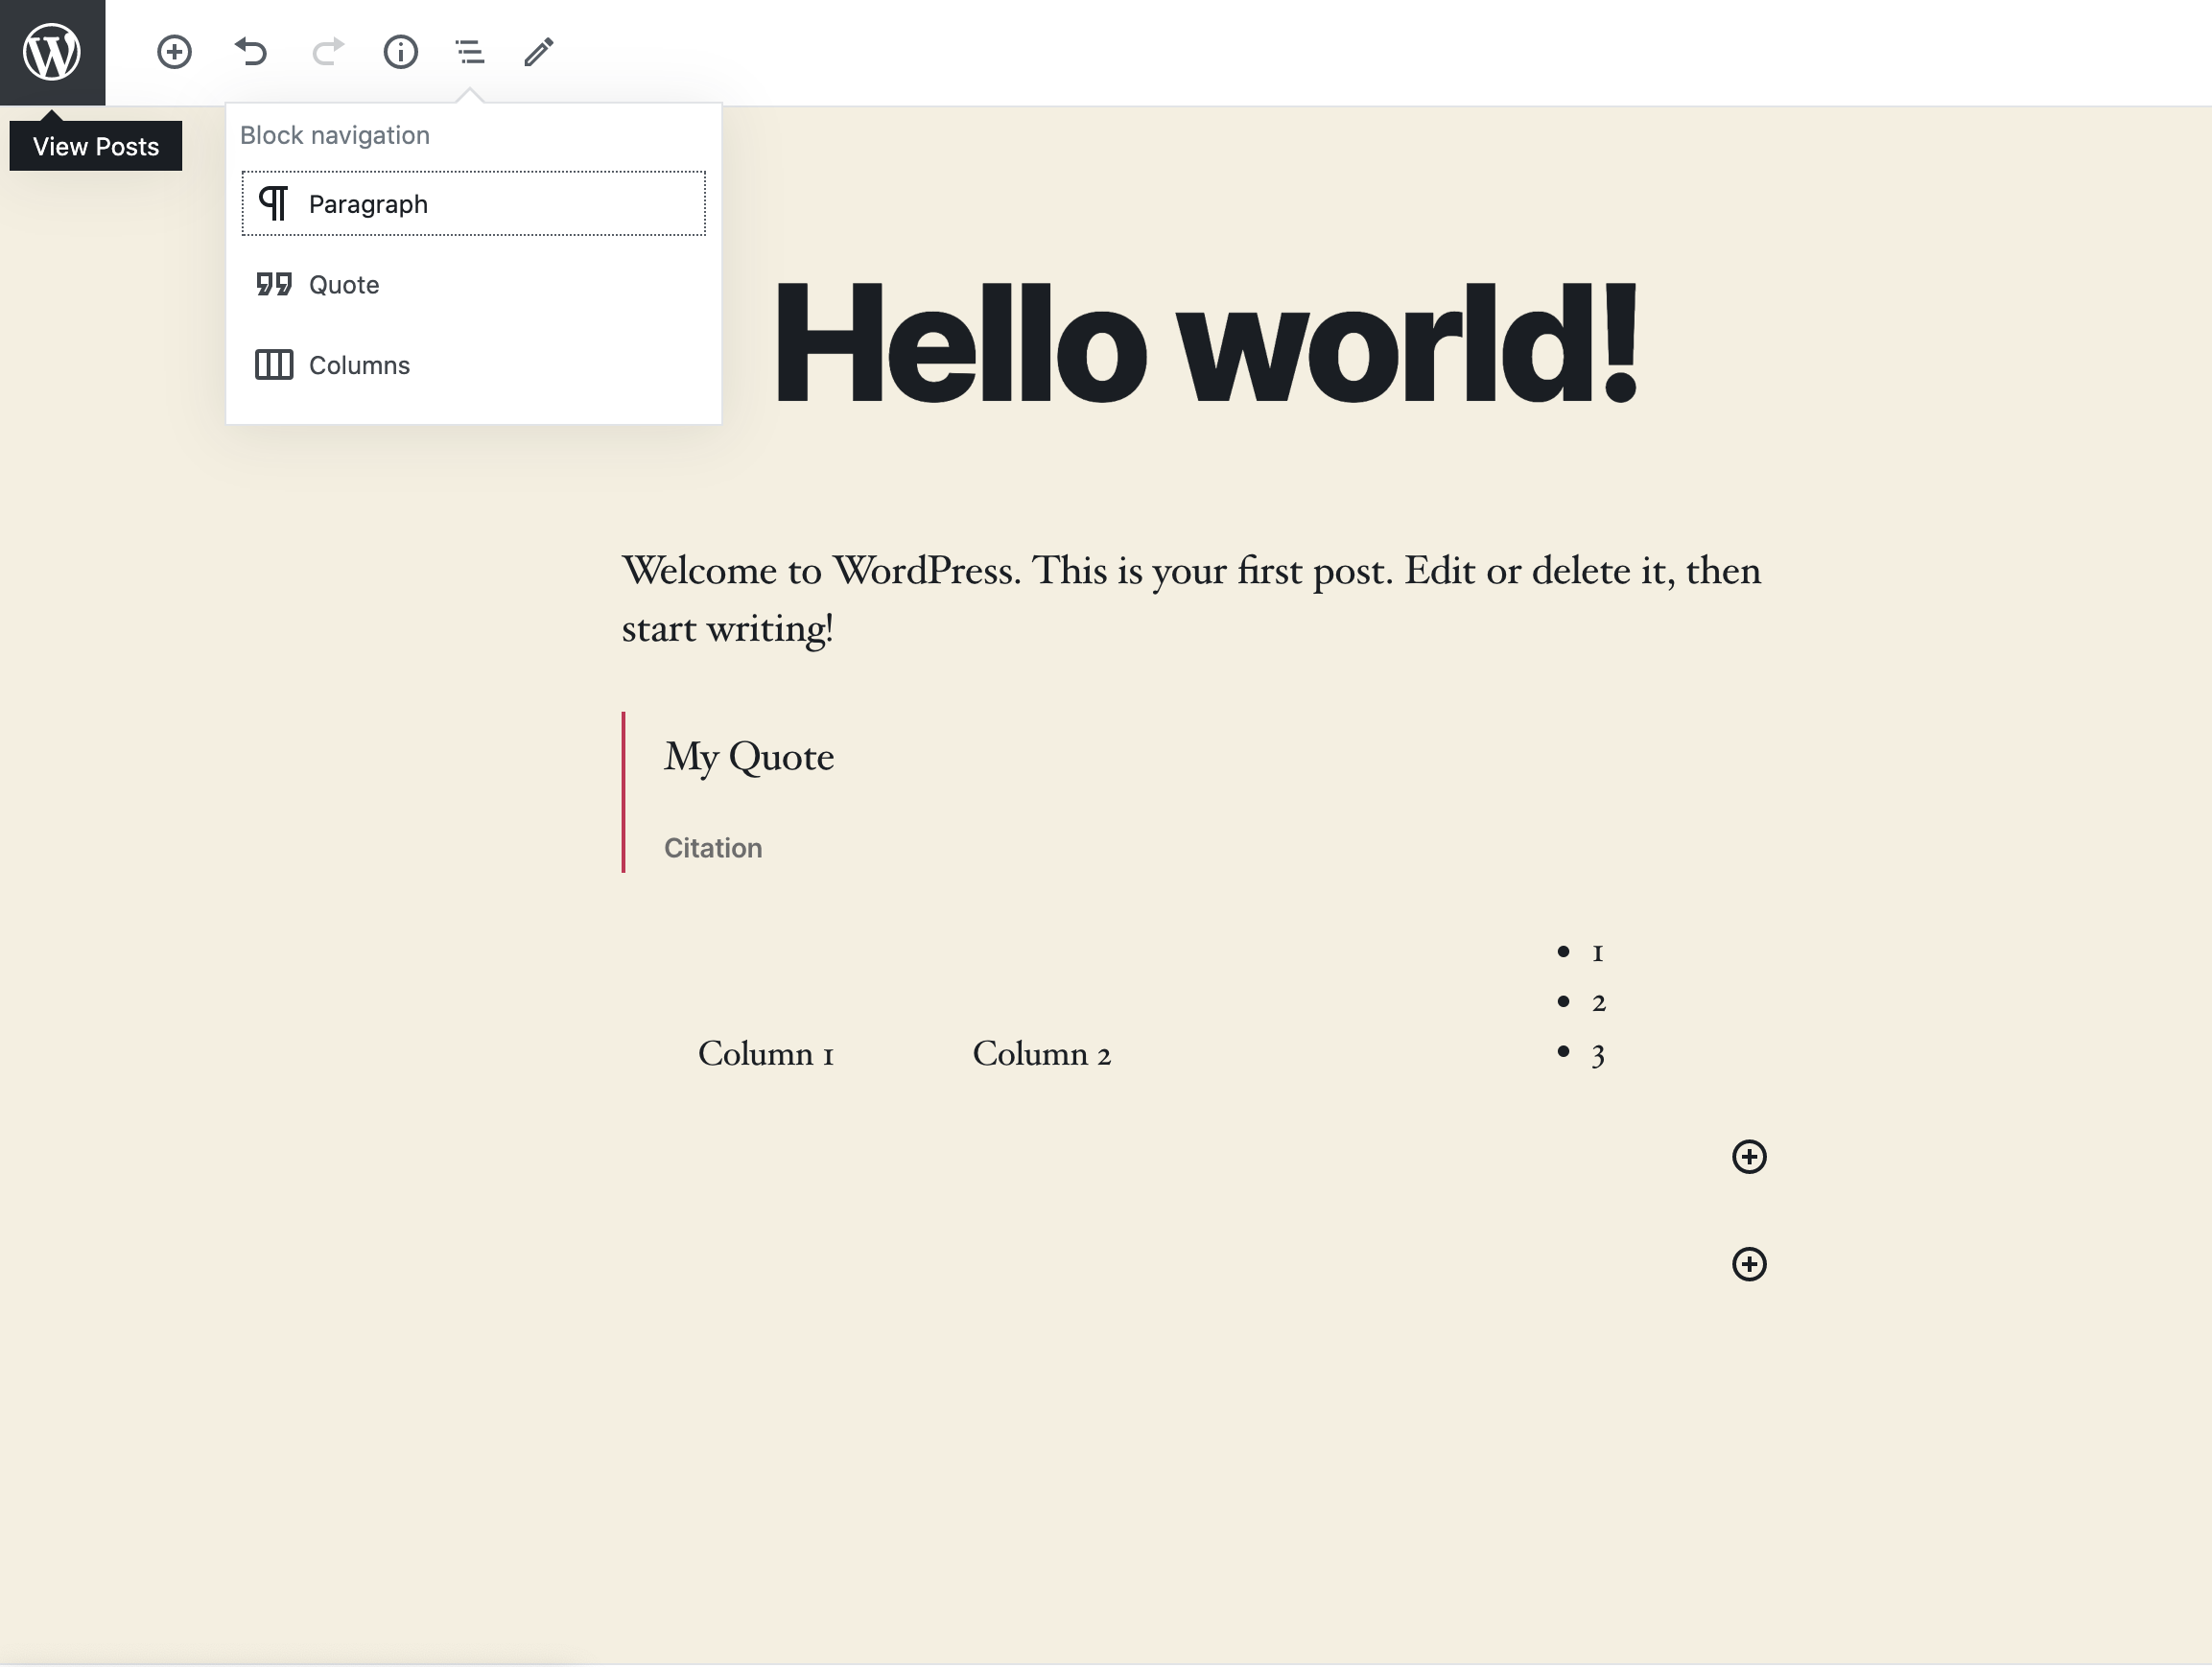 View Posts
Block navigation
Paragraph
Quote
Columns
Hello world!
Welcome to WordPress. This is your first post. Edit or delete it, then
start writing!
My Quote
Citation
Column 1
Column 2
• 1
• 2
• 3